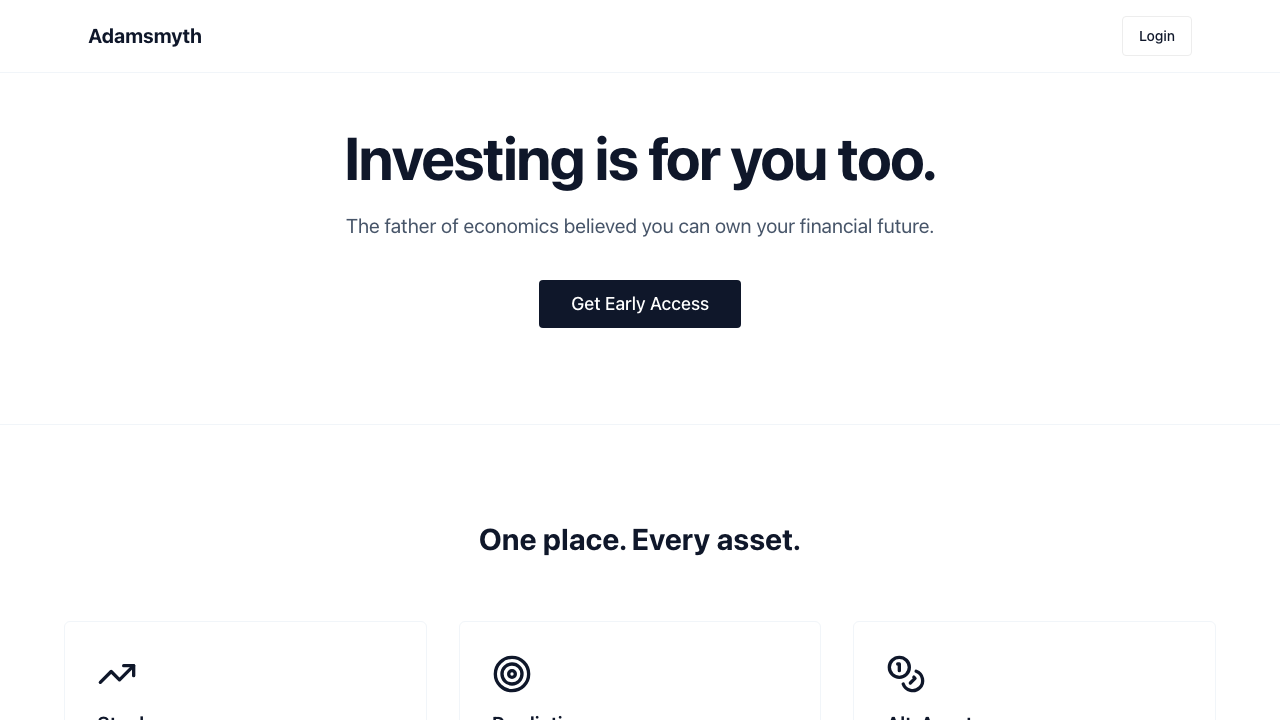 Adamsmyth
Login
Investing is for you too.
The father of economics believed you can own your financial future.
Get Early Access
One place. Every asset.